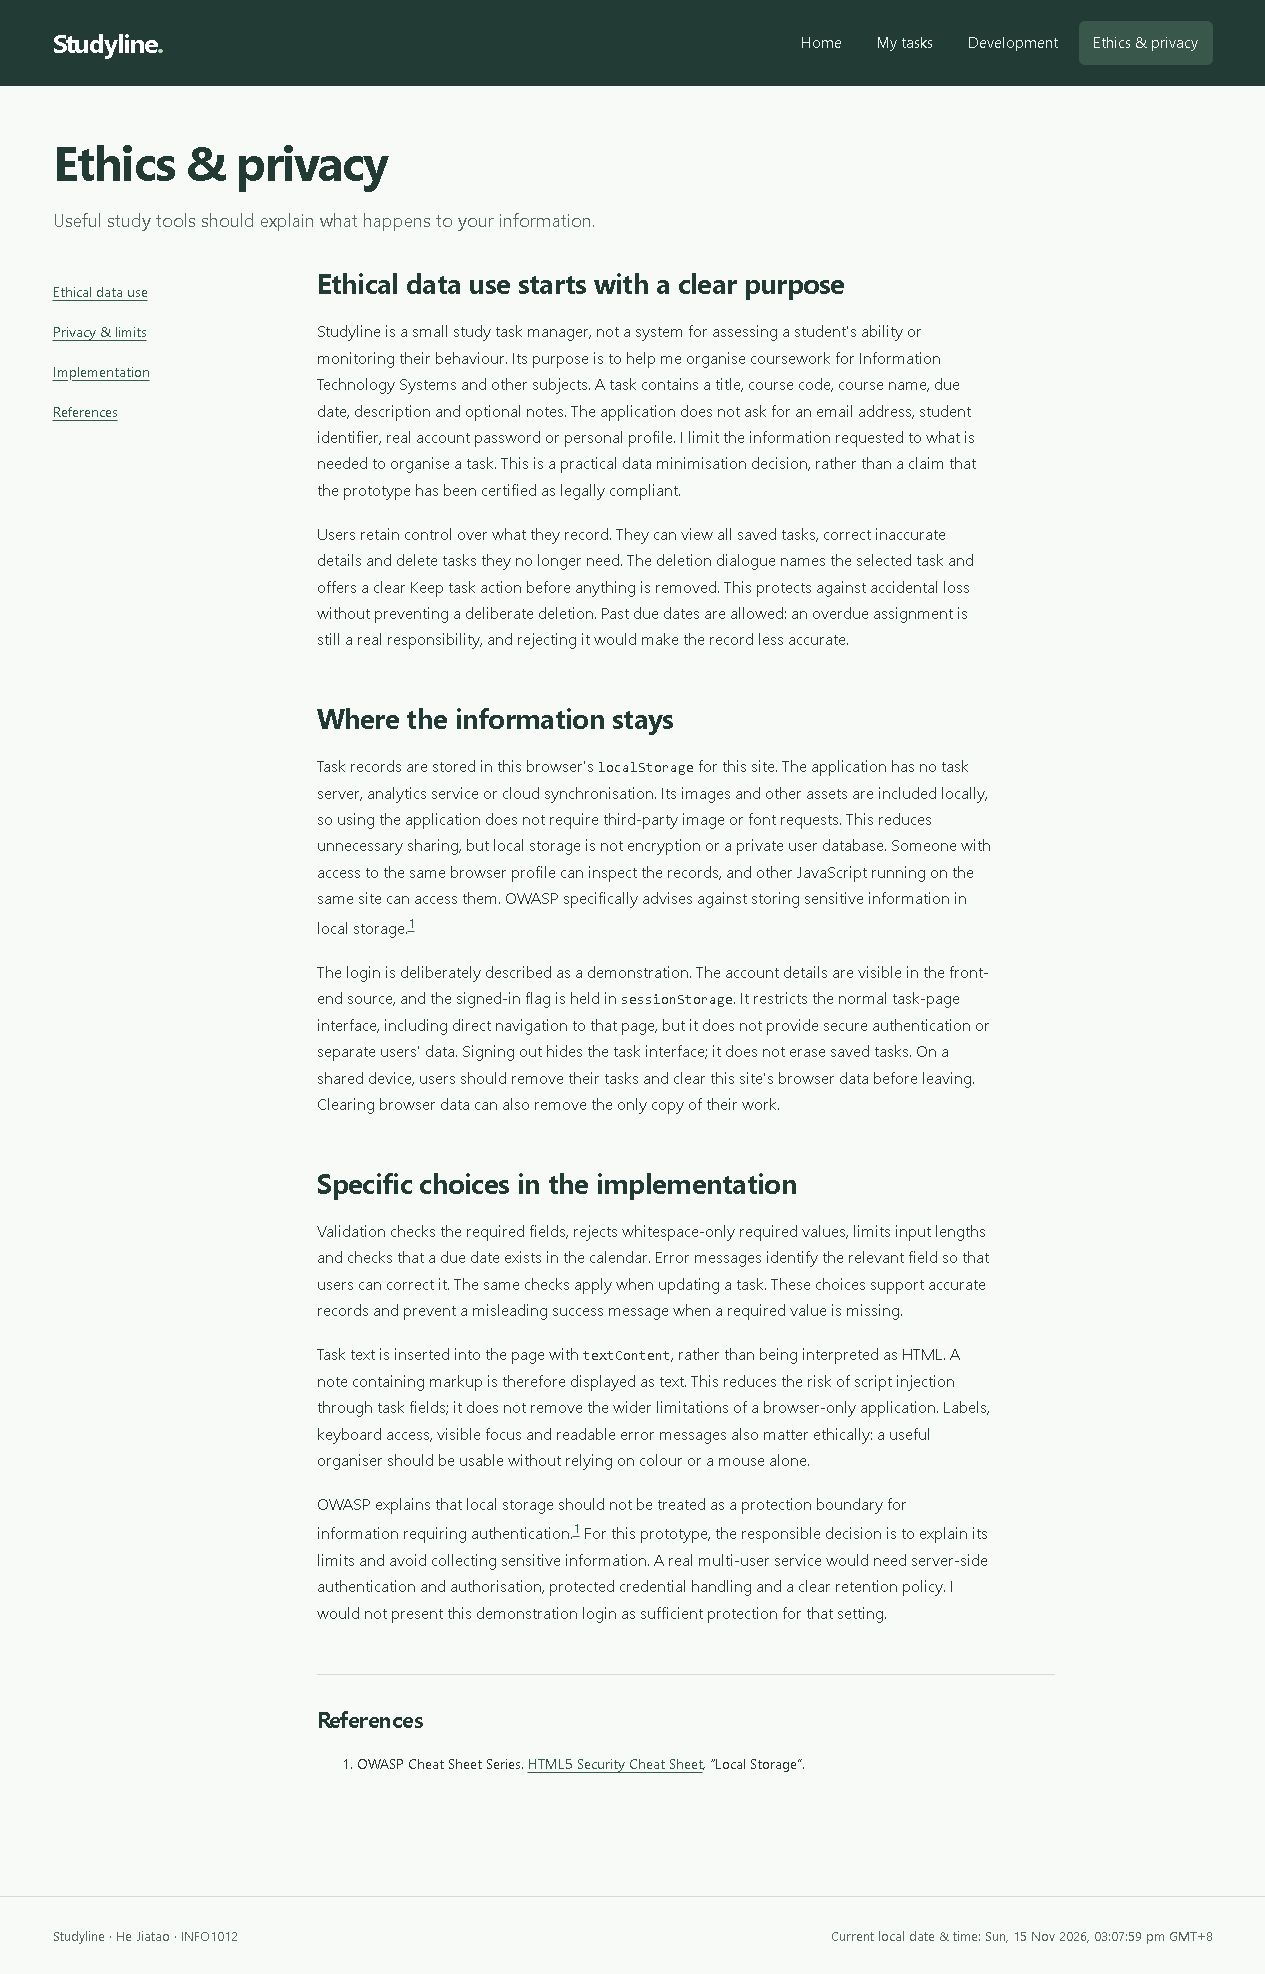 Studyline.
Home
My tasks
Development
Ethics & privacy
Ethics & privacy
Useful study tools should explain what happens to your information.
Ethical data use
Privacy & limits
Implementation
References
Ethical data use starts with a clear purpose
Studyline is a small study task manager, not a system for assessing a student's ability or
monitoring their behaviour. Its purpose is to help me organise coursework for Information
Technology Systems and other subjects. A task contains a title, course code, course name, due
date, description and optional notes. The application does not ask for an email address, student
identifier, real account password or personal profile. I limit the information requested to what is
needed to organise a task. This is a practical data minimisation decision, rather than a claim that
the prototype has been certified as legally compliant.
Users retain control over what they record. They can view all saved tasks, correct inaccurate
details and delete tasks they no longer need. The deletion dialogue names the selected task and
offers a clear Keep task action before anything is removed. This protects against accidental loss
without preventing a deliberate deletion. Past due dates are allowed: an overdue assignment is
still a real responsibility, and rejecting it would make the record less accurate.
Where the information stays
Task records are stored in this browser's localStorage for this site. The application has no task
server, analytics service or cloud synchronisation. Its images and other assets are included locally,
so using the application does not require third-party image or font requests. This reduces
unnecessary sharing, but local storage is not encryption or a private user database. Someone with
access to the same browser profile can inspect the records, and other JavaScript running on the
same site can access them. OWASP specifically advises against storing sensitive information in
local storage.1
The login is deliberately described as a demonstration. The account details are visible in the front-
end source, and the signed-in flag is held in sessionStorage. It restricts the normal task-page
interface, including direct navigation to that page, but it does not provide secure authentication or
separate users' data. Signing out hides the task interface; it does not erase saved tasks. On a
shared device, users should remove their tasks and clear this site's browser data before leaving.
Clearing browser data can also remove the only copy of their work.
Specific choices in the implementation
Validation checks the required fields, rejects whitespace-only required values, limits input lengths
and checks that a due date exists in the calendar. Error messages identify the relevant field so that
users can correct it. The same checks apply when updating a task. These choices support accurate
records and prevent a misleading success message when a required value is missing.
Task text is inserted into the page with textContent, rather than being interpreted as HTML. A
note containing markup is therefore displayed as text. This reduces the risk of script injection
through task fields; it does not remove the wider limitations of a browser-only application. Labels,
keyboard access, visible focus and readable error messages also matter ethically: a useful
organiser should be usable without relying on colour or a mouse alone.
OWASP explains that local storage should not be treated as a protection boundary for
information requiring authentication.1 For this prototype, the responsible decision is to explain its
limits and avoid collecting sensitive information. A real multi-user service would need server-side
authentication and authorisation, protected credential handling and a clear retention policy. I
would not present this demonstration login as sufficient protection for that setting.
References
1. OWASP Cheat Sheet Series. HTML5 Security Cheat Sheet, “Local Storage”.
Studyline · He Jiatao · INFO1012
Current local date & time: Sun, 15 Nov 2026, 03:07:59 pm GMT+8